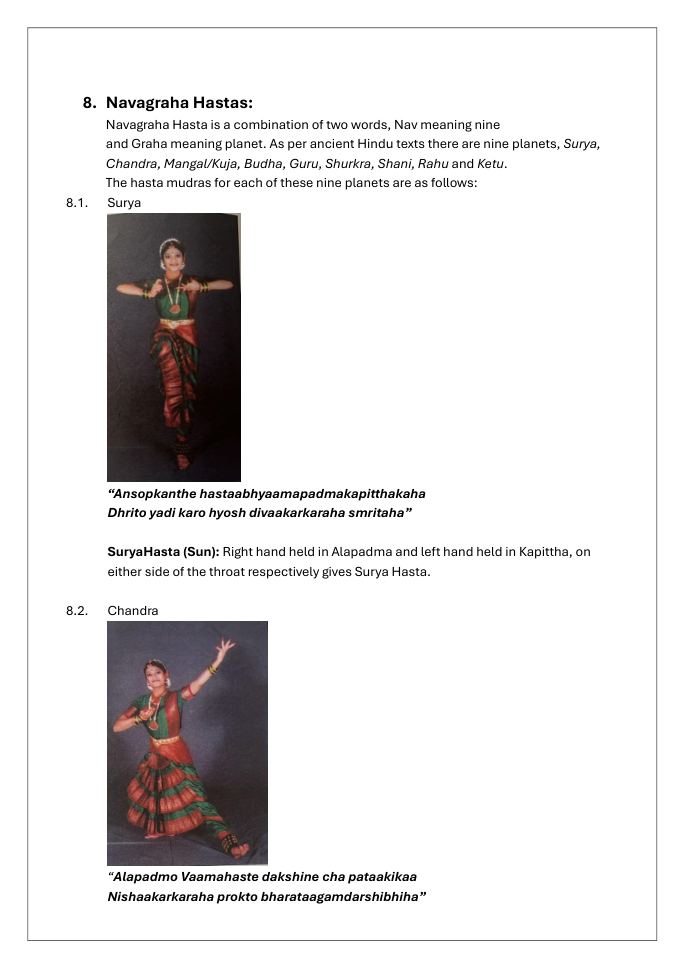 8. Navagraha Hastas:
Navagraha Hasta is a combination of two words, Nav meaning nine
and Graha meaning planet. As per ancient Hindu texts there are nine planets, Surya,
Chandra, Mangal/Kuja, Budha, Guru, Shurkra, Shani, Rahu and Ketu.
The hasta mudras for each of these nine planets are as follows:
8.1. Surya
“Ansopkanthe hastaabhyaamapadmakapitthakaha
Dhrito yadi karo hyosh divaakarkaraha smritaha”
SuryaHasta (Sun): Right hand held in Alapadma and left hand held in Kapittha, on
either side of the throat respectively gives Surya Hasta.
8.2. Chandra
“Alapadmo Vaamahaste dakshine cha pataakikaa
Nishaakarkaraha prokto bharataagamdarshibhiha”